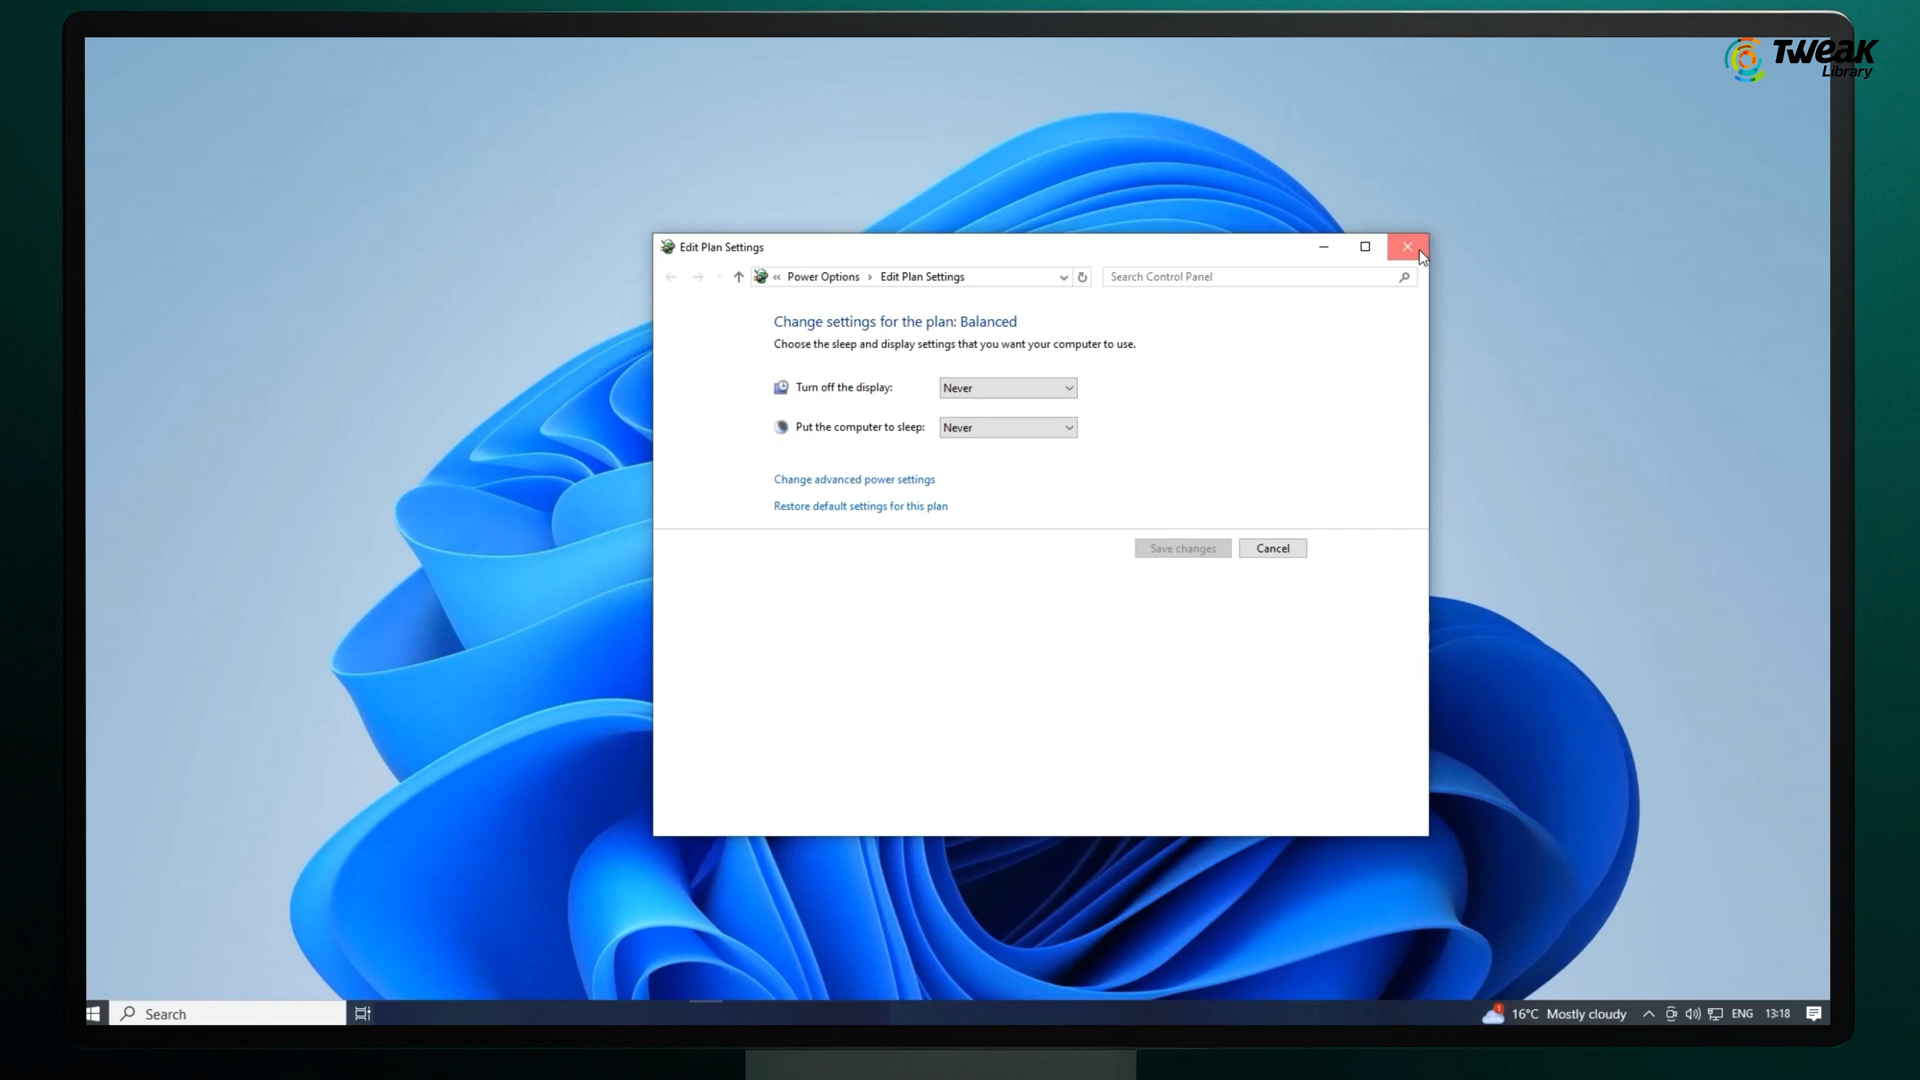 Tweak
Library
Edit Plan Settings
« Power Options › Edit Plan Settings
Search Control Panel
Change settings for the plan: Balanced
Choose the sleep and display settings that you want your computer to use.
Turn off the display: Never
Put the computer to sleep: Never
Change advanced power settings
Restore default settings for this plan
Save changes Cancel
Search
1
16°C Mostly cloudy ENG 13:18